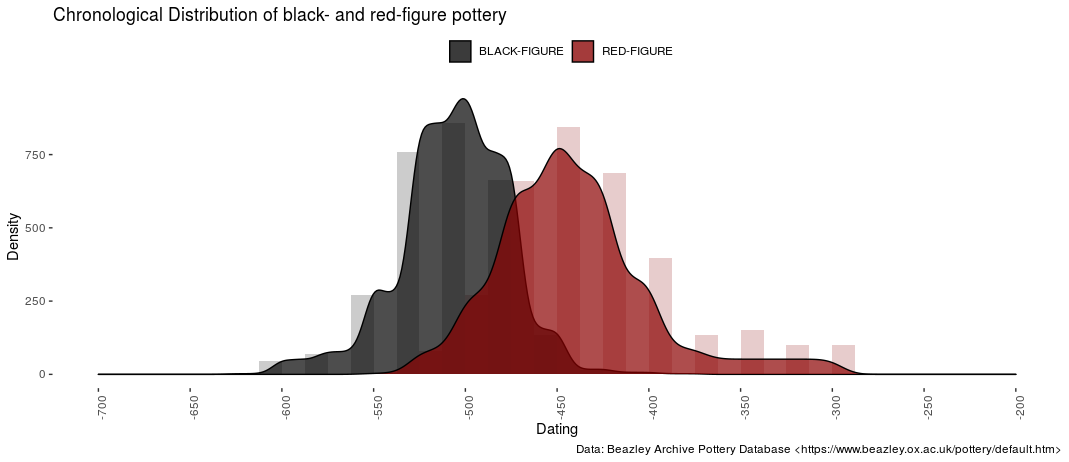 Chronological Distribution of black- and red-figure pottery
BLACK-FIGURE RED-FIGURE
750
500
250
0
Density
-700 -650 -600 -550 -500 -450 -400 -350 -300 -250 -200
Dating
Data: Beazley Archive Pottery Database <https://www.beazley.ox.ac.uk/pottery/default.htm>